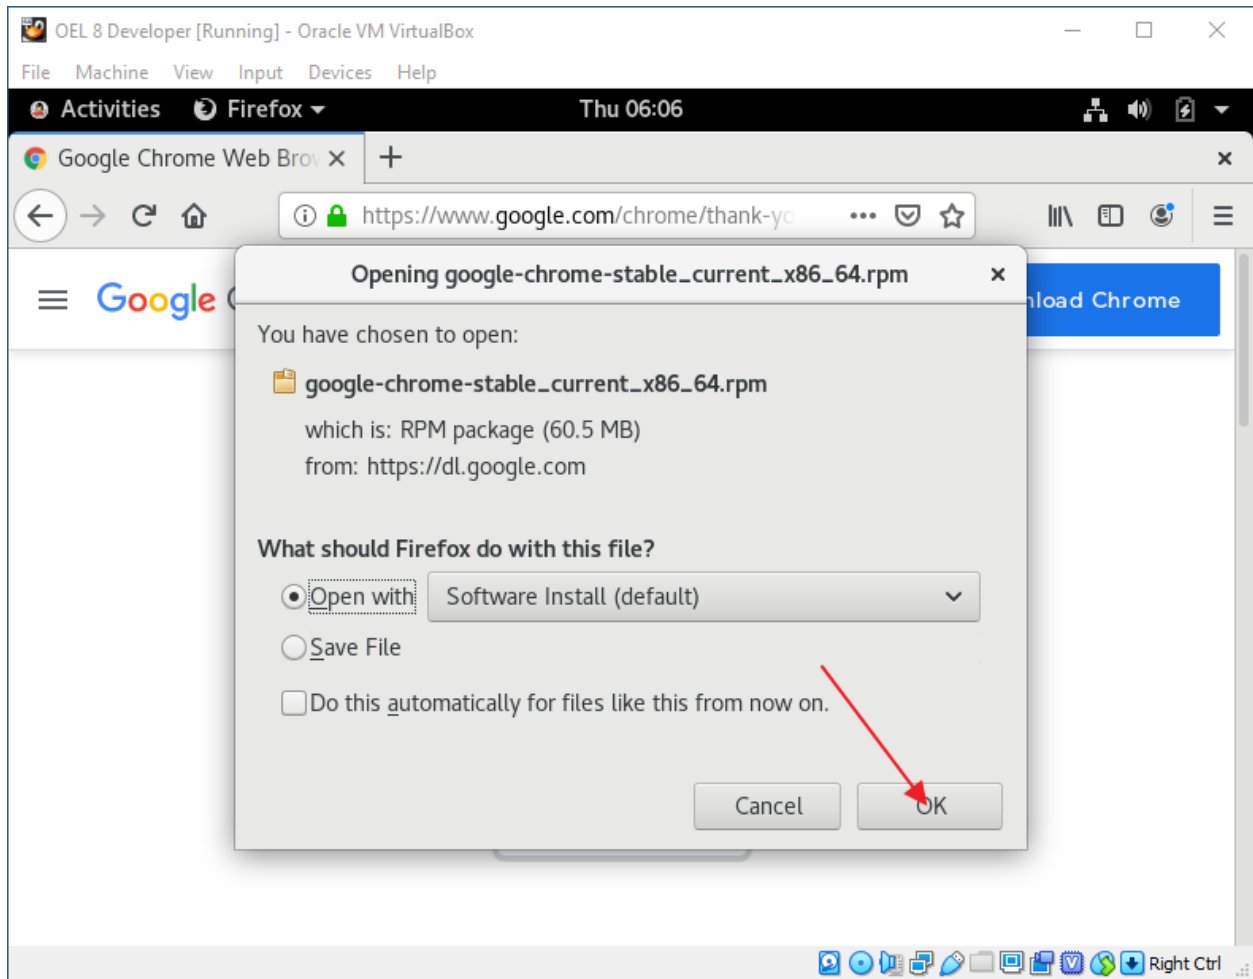 OEL 8 Developer [Running] - Oracle VM VirtualBox
File Machine View Input Devices Help
Activities Firefox Thu 06:06
Google Chrome Web Brov
https://www.google.com/chrome/thank-yo
Opening google-chrome-stable_current_x86_64.rpm
Google
nload Chrome
You have chosen to open:
google-chrome-stable_current_x86_64.rpm
which is: RPM package (60.5 MB)
from: https://dl.google.com
What should Firefox do with this file?
Open with Software Install (default)
Save File
Do this automatically for files like this from now on.
Cancel OK
Right Ctrl